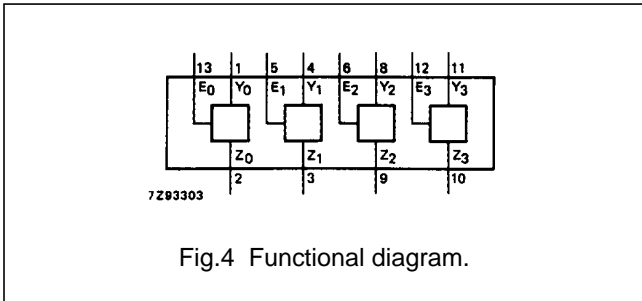 13 1 5 4 6 8 12 11
E0 Y0 E1 Y1 E2 Y2 E3 Y3
Z0 Z1 Z2 Z3
2 3 9 10
7Z93303
Fig.4 Functional diagram.